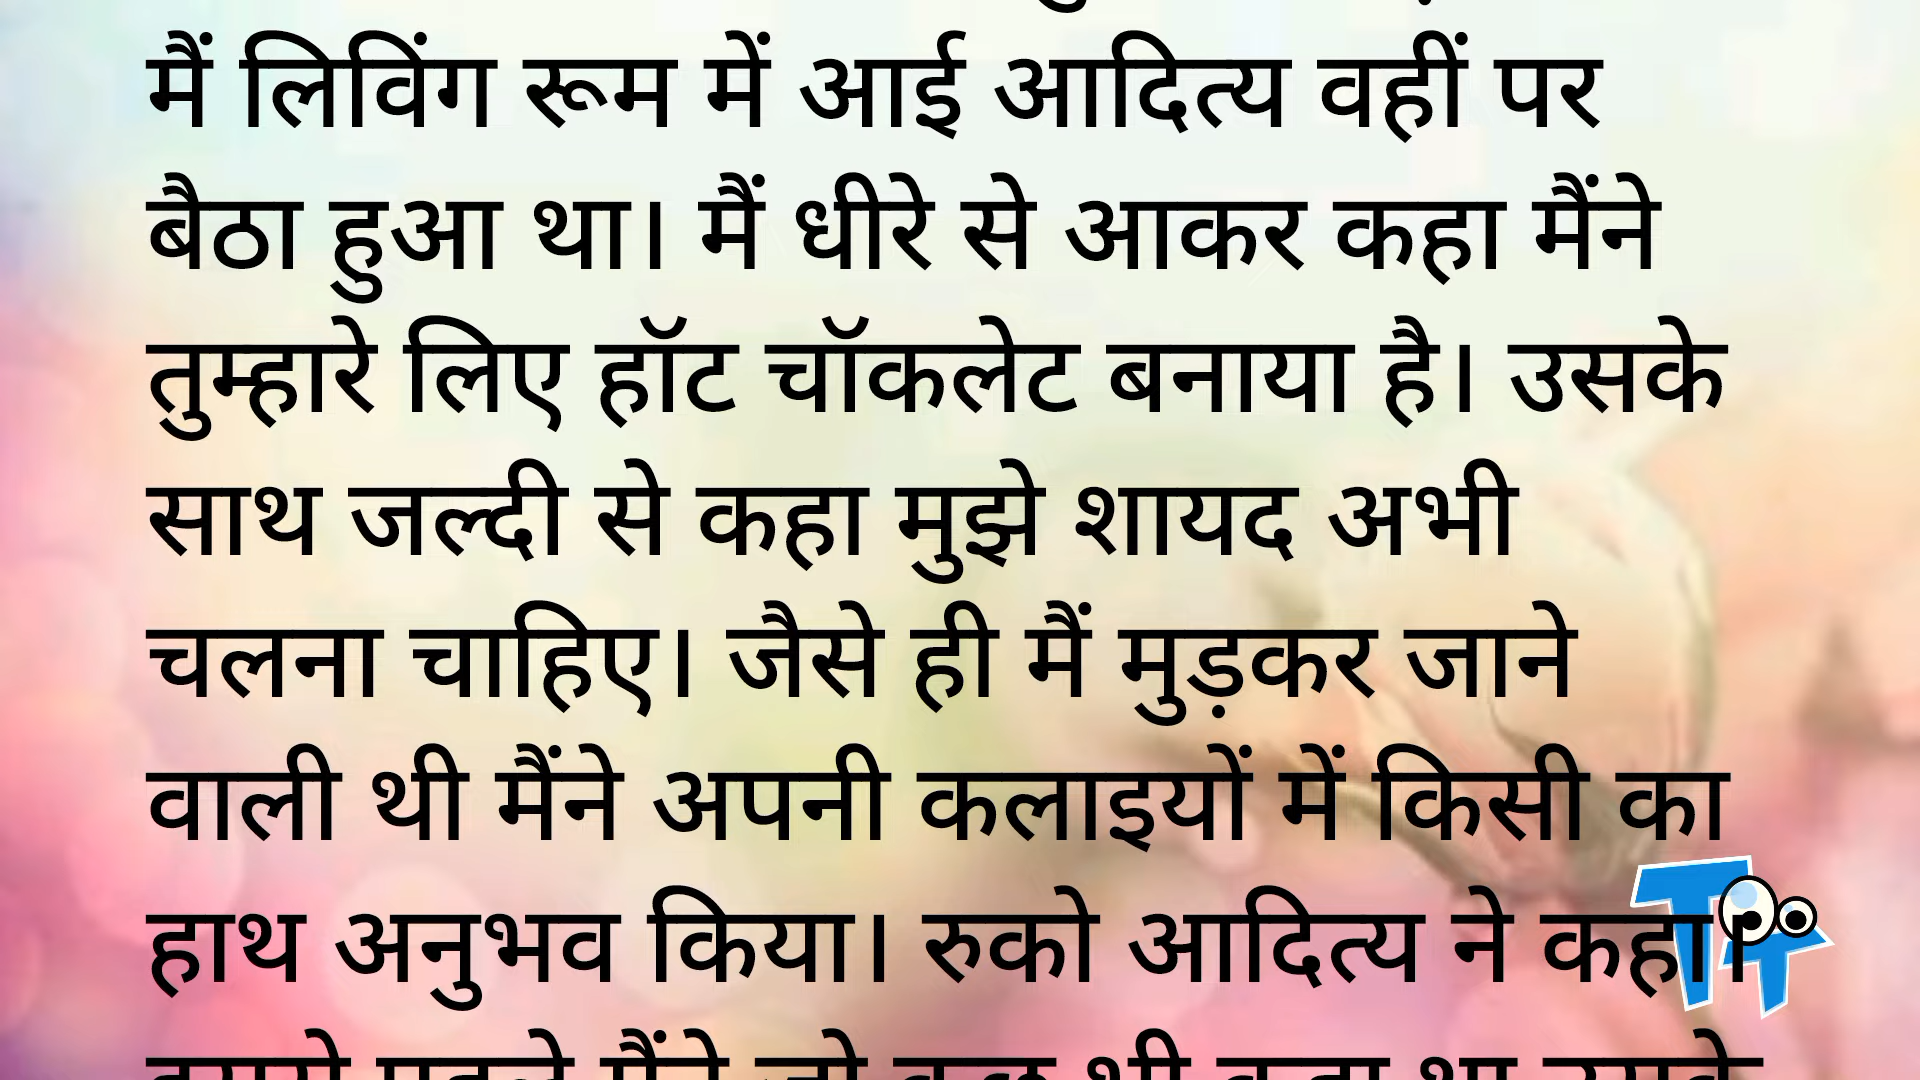 मैं लिविंग रूम में आई आदित्य वहीं पर
बैठा हुआ था। मैं धीरे से आकर कहा मैंने
तुम्हारे लिए हॉट चॉकलेट बनाया है। उसके
साथ जल्दी से कहा मुझे शायद अभी
चलना चाहिए। जैसे ही मैं मुड़कर जाने
वाली थी मैंने अपनी कलाइयों में किसी का
हाथ अनुभव किया। रुको आदित्य ने कहा।